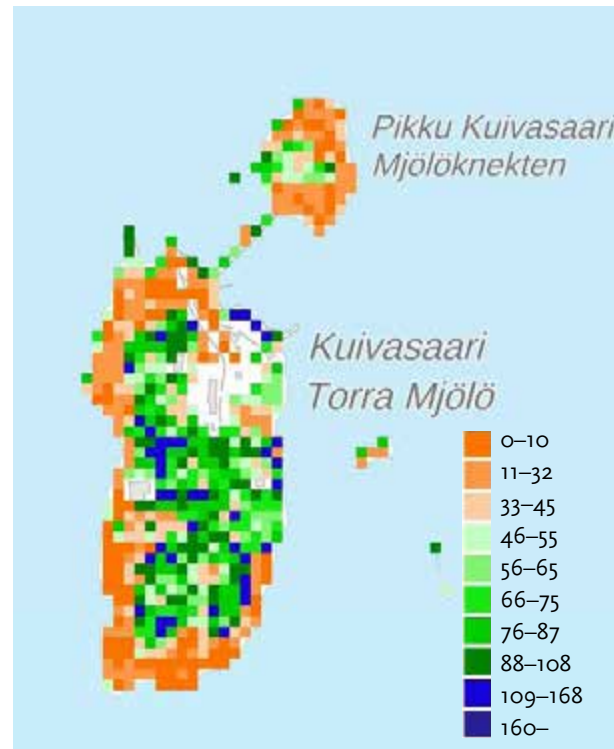 Pikku Kuivasaari
Mjölöknekten
Kuivasaari
Torra Mjölö
0–10
11–32
33–45
46–55
56–65
66–75
76–87
88–108
109–168
160–